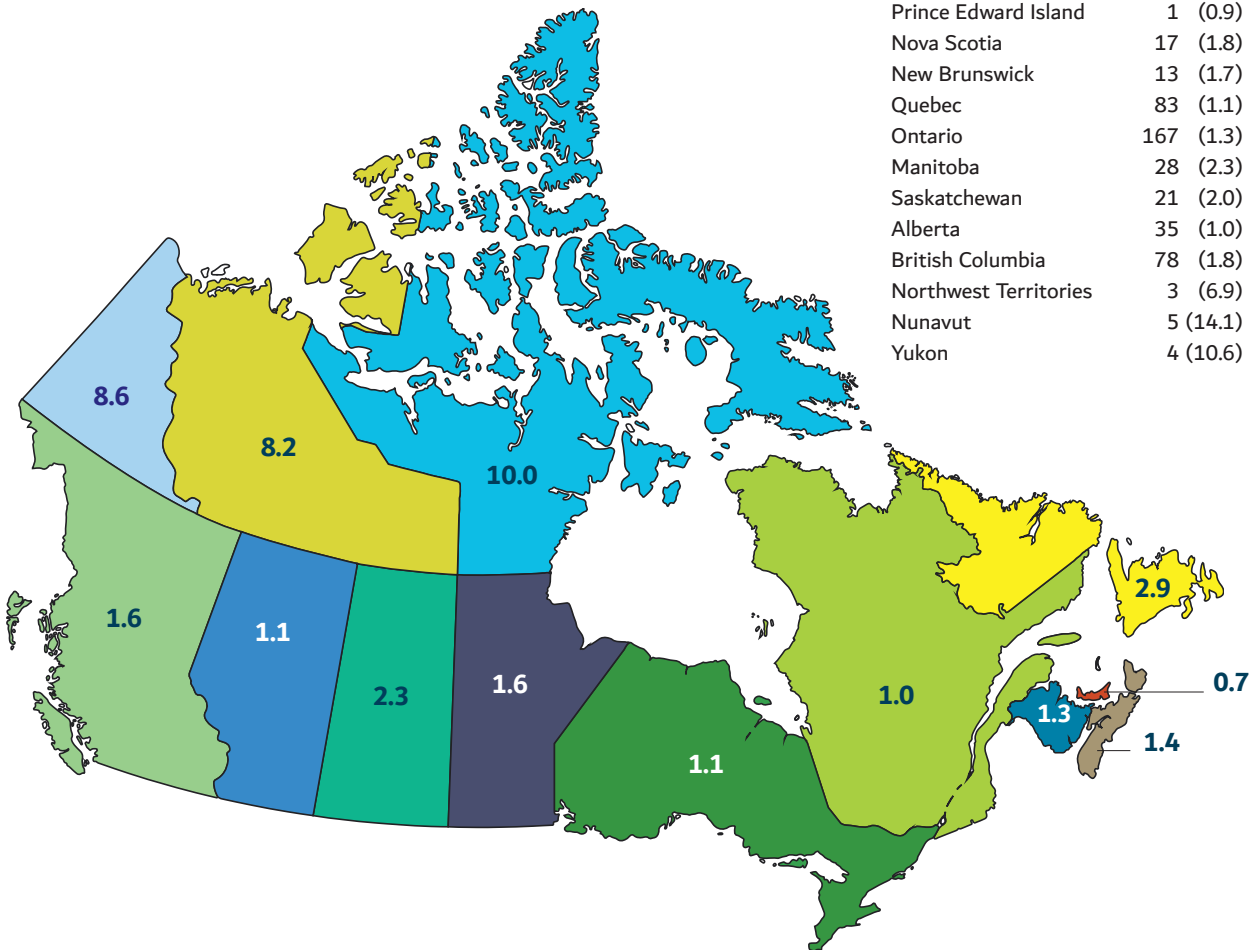 Prince Edward Island 1 (0.9)
Nova Scotia 17 (1.8)
New Brunswick 13 (1.7)
Quebec 83 (1.1)
Ontario 167 (1.3)
Manitoba 28 (2.3)
Saskatchewan 21 (2.0)
Alberta 35 (1.0)
British Columbia 78 (1.8)
Northwest Territories 3 (6.9)
Nunavut 5 (14.1)
Yukon 4 (10.6)
8.6
8.2
10.0
2.9
1.6
1.1
2.3
1.6
1.0
0.7
1.3
1.4
1.1